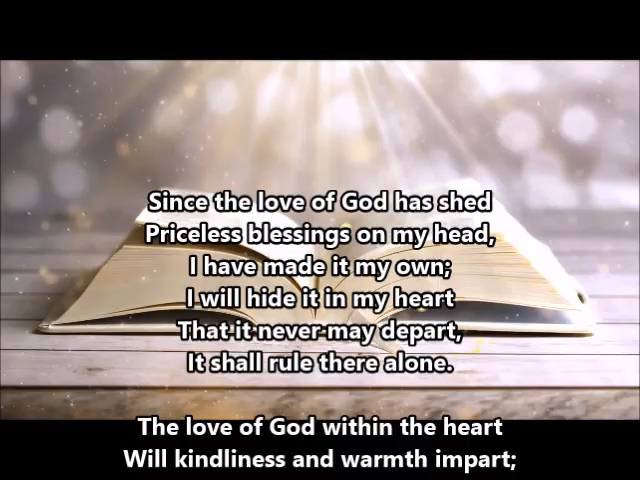 Since the love of God has shed
Priceless blessings on my head,
I have made it my own;
I will hide it in my heart
That it never may depart,
It shall rule there alone.
The love of God within the heart
Will kindliness and warmth impart;